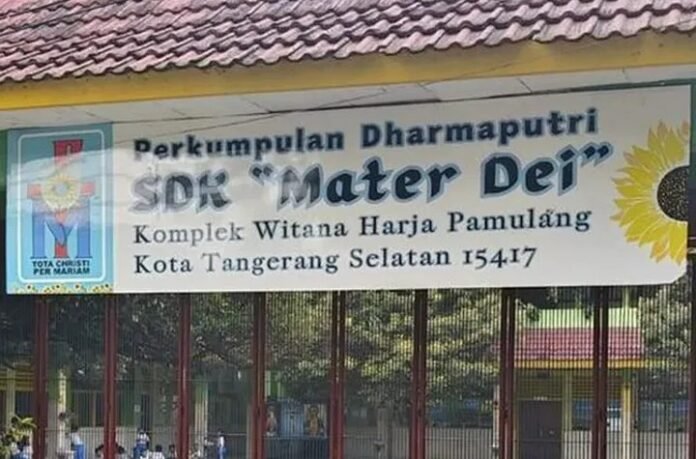 Perkumpulan Dharmaputri
SDK "Mater Dei"
Komplek Witana Harja Pamulang
Kota Tangerang Selatan 15417
TOTA CHRISTI
PER MARIAM